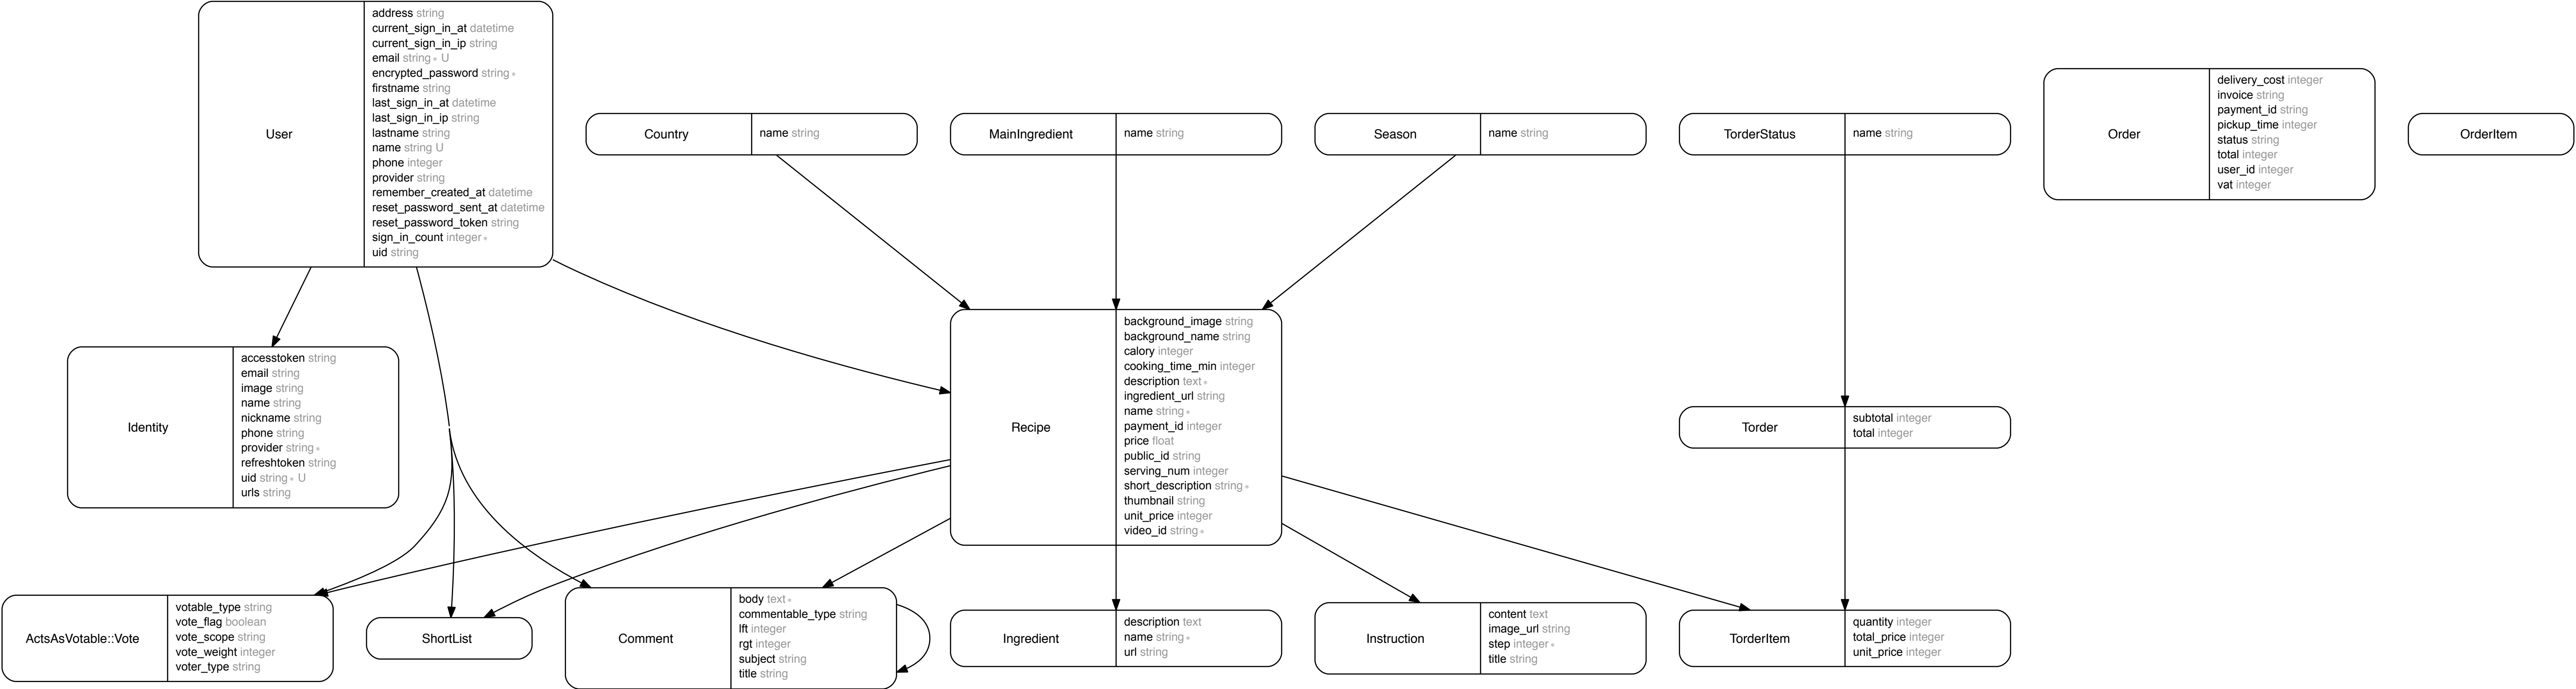 User
address string
current_sign_in_at datetime
current_sign_in_ip string
email string * U
encrypted_password string *
firstname string
last_sign_in_at datetime
last_sign_in_ip string
lastname string
name string U
phone integer
provider string
remember_created_at datetime
reset_password_sent_at datetime
reset_password_token string
sign_in_count integer *
uid string
Country
name string
MainIngredient
name string
Season
name string
TorderStatus
name string
Order
delivery_cost integer
invoice string
payment_id string
pickup_time integer
status string
total integer
user_id integer
vat integer
OrderItem
Identity
accesstoken string
email string
image string
name string
nickname string
phone string
provider string *
refreshtoken string
uid string * U
urls string
Recipe
background_image string
background_name string
calory integer
cooking_time_min integer
description text *
ingredient_url string
name string *
payment_id integer
price float
public_id string
serving_num integer
short_description string *
thumbnail string
unit_price integer
video_id string *
Torder
subtotal integer
total integer
ActsAsVotable::Vote
votable_type string
vote_flag boolean
vote_scope string
vote_weight integer
voter_type string
ShortList
Comment
body text *
commentable_type string
lft integer
rgt integer
subject string
title string
Ingredient
description text
name string *
url string
Instruction
content text
image_url string
step integer *
title string
TorderItem
quantity integer
total_price integer
unit_price integer